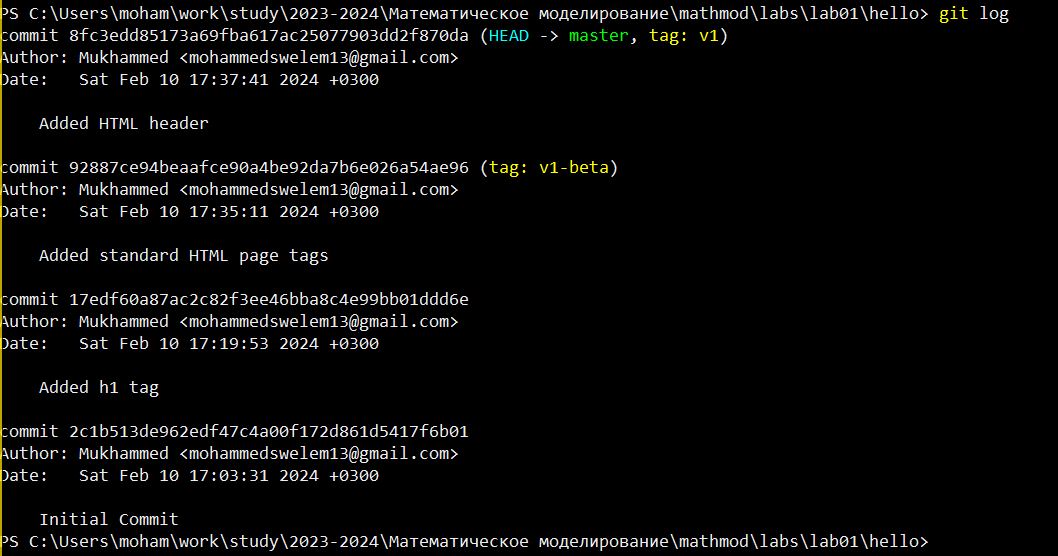 PS C:\Users\moham\work\study\2023-2024\Математическое моделирование\mathmod\labs\lab01\hello> git log
commit 8fc3edd85173a69fba617ac25077903dd2f870da (HEAD -> master, tag: v1)
Author: Mukhammed <mohammedswelem13@gmail.com>
Date:   Sat Feb 10 17:37:41 2024 +0300
Added HTML header
commit 92887ce94beaafce90a4be92da7b6e026a54ae96 (tag: v1-beta)
Author: Mukhammed <mohammedswelem13@gmail.com>
Date:   Sat Feb 10 17:35:11 2024 +0300
Added standard HTML page tags
commit 17edf60a87ac2c82f3ee46bba8c4e99bb01ddd6e
Author: Mukhammed <mohammedswelem13@gmail.com>
Date:   Sat Feb 10 17:19:53 2024 +0300
Added h1 tag
commit 2c1b513de962edf47c4a00f172d861d5417f6b01
Author: Mukhammed <mohammedswelem13@gmail.com>
Date:   Sat Feb 10 17:03:31 2024 +0300
Initial Commit
PS C:\Users\moham\work\study\2023-2024\Математическое моделирование\mathmod\labs\lab01\hello>